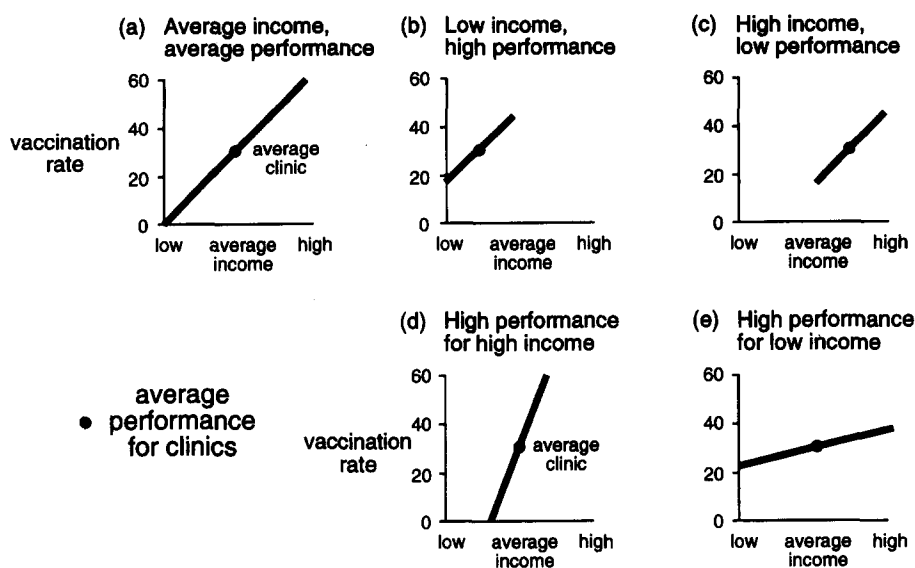 (a) Average income,
average performance
60
40
20
0
vaccination
rate
average
clinic
low average high
income
(b) Low income,
high performance
60
40
20
0
low average high
income
(c) High income,
low performance
60
40
20
0
low average high
income
average
performance
for clinics
(d) High performance
for high income
60
40
20
0
vaccination
rate
average
clinic
low average high
income
(e) High performance
for low income
60
40
20
0
low average high
income